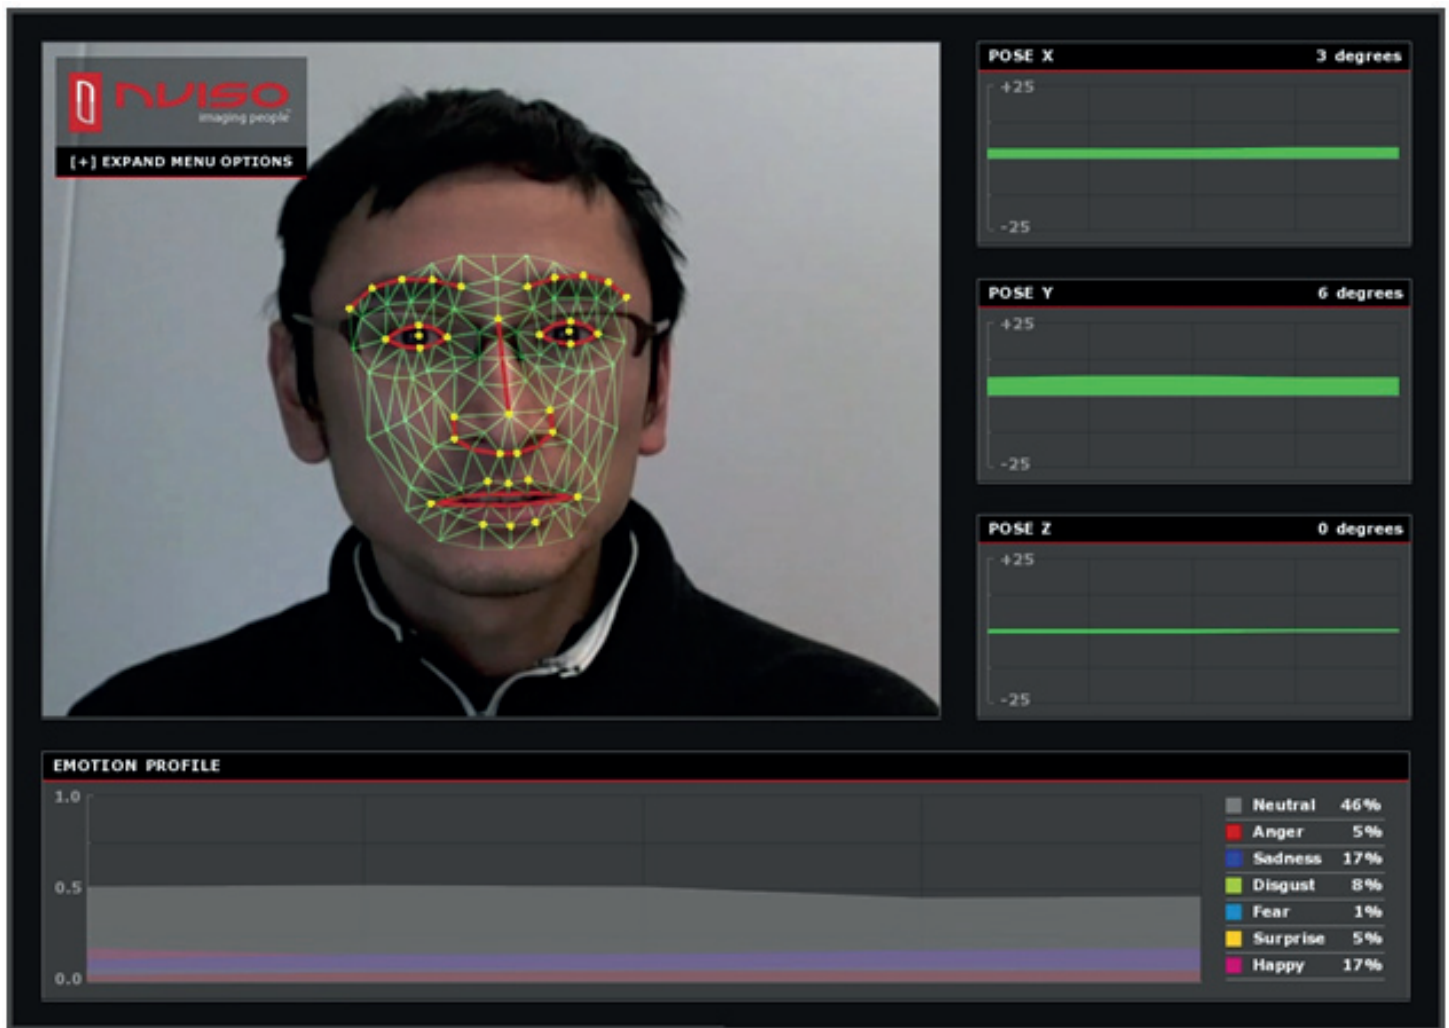 nviso
imaging people
[+] EXPAND MENU OPTIONS
POSE X 3 degrees
+25
-25
POSE Y 6 degrees
+25
-25
POSE Z 0 degrees
+25
-25
EMOTION PROFILE
1.0
0.5
0.0
Neutral 46%
Anger 5%
Sadness 17%
Disgust 8%
Fear 1%
Surprise 5%
Happy 17%